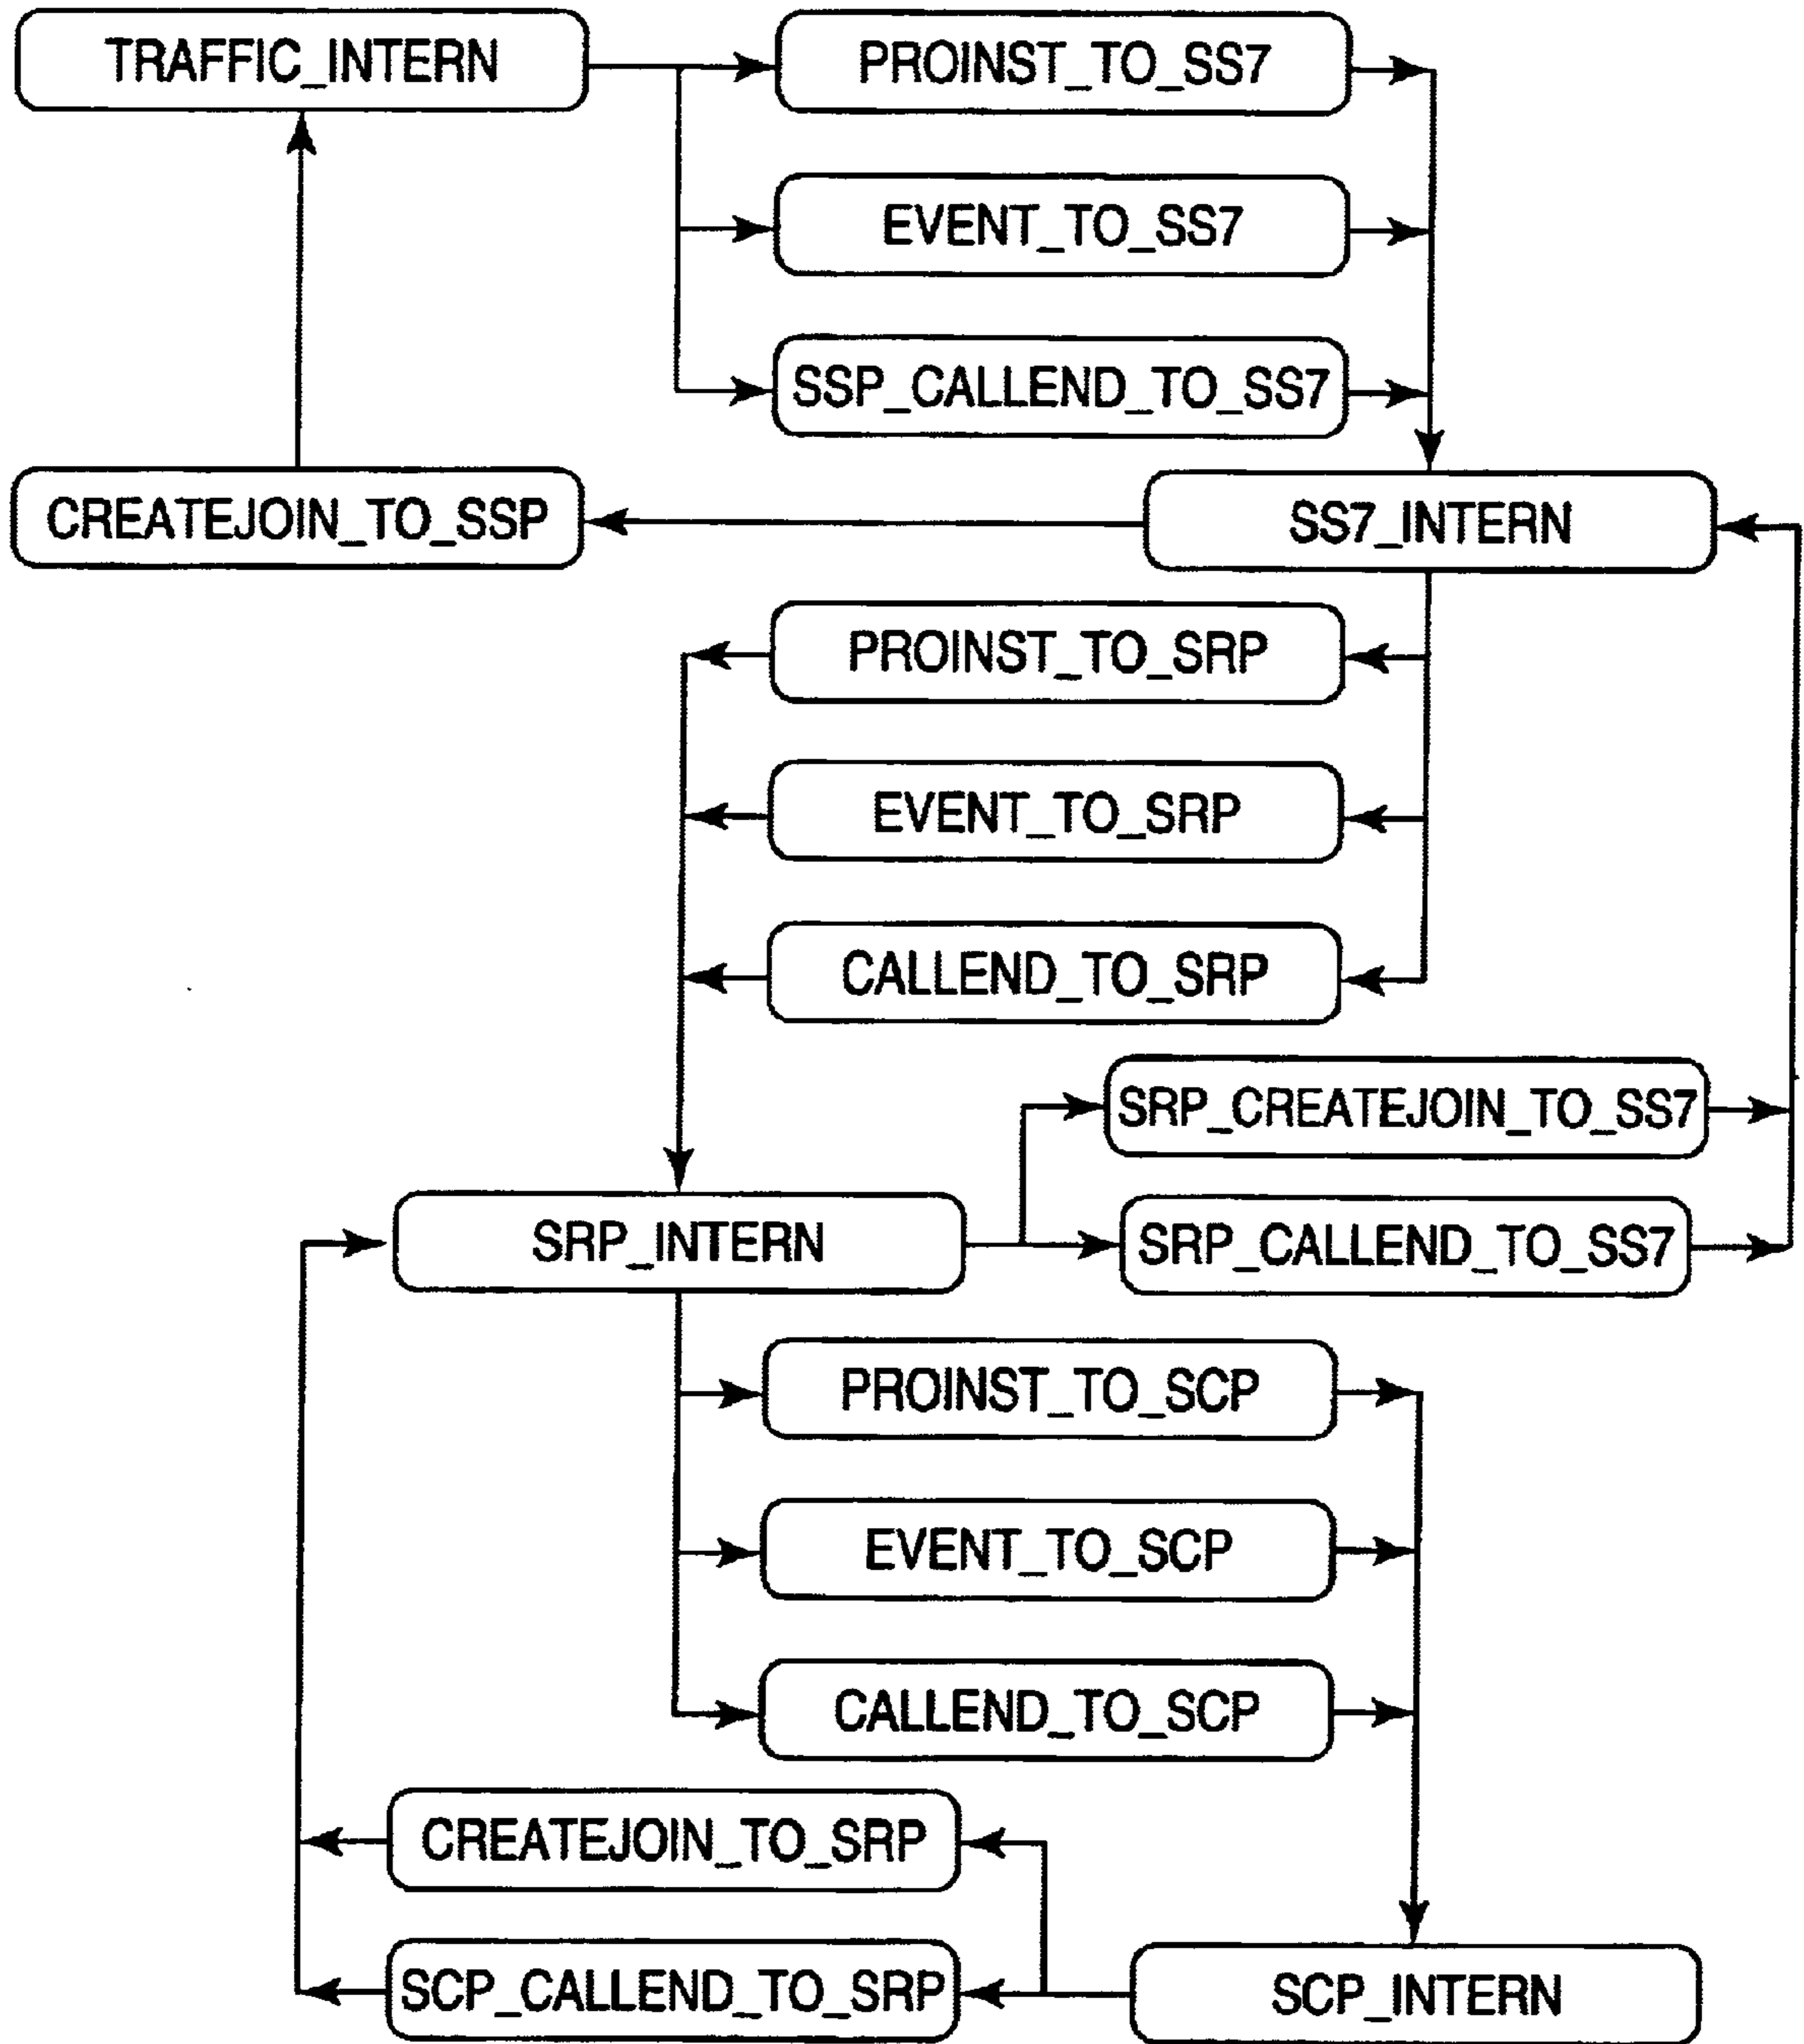 TRAFFIC_INTERN
PROINST_TO_SS7
EVENT_TO_SS7
SSP_CALLEND_TO_SS7
CREATEJOIN_TO_SSP
SS7_INTERN
PROINST_TO_SRP
EVENT_TO_SRP
CALLEND_TO_SRP
SRP_CREATEJOIN_TO_SS7
SRP_INTERN
SRP_CALLEND_TO_SS7
PROINST_TO_SCP
EVENT_TO_SCP
CALLEND_TO_SCP
CREATEJOIN_TO_SRP
SCP_CALLEND_TO_SRP
SCP_INTERN